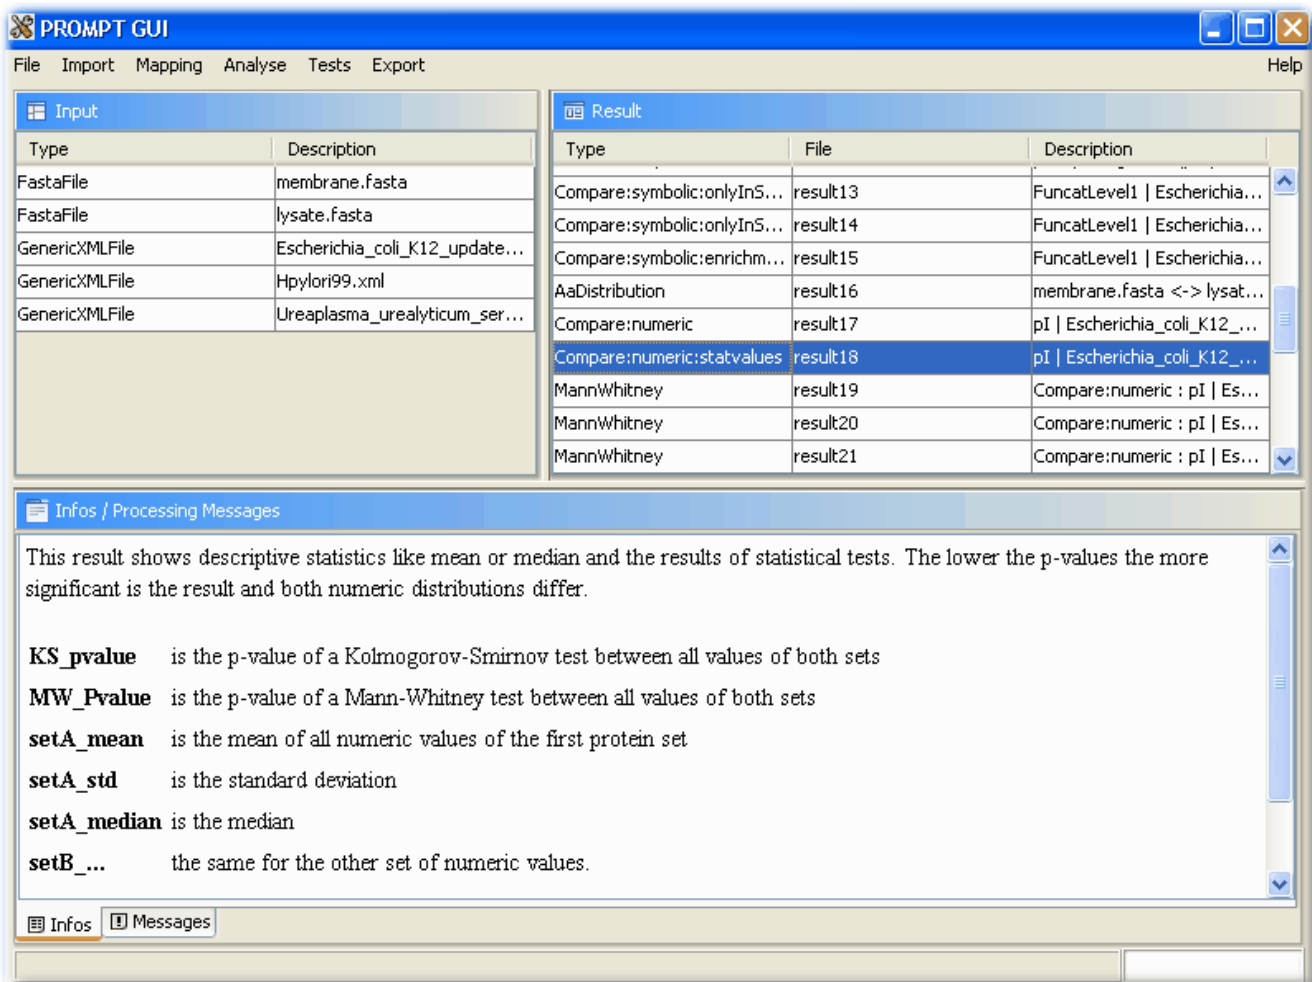 PROMPT GUI
File Import Mapping Analyse Tests Export Help
Input
Type Description
FastaFile membrane.fasta
FastaFile lysate.fasta
GenericXMLFile Escherichia_coli_K12_update...
GenericXMLFile Hpylori99.xml
GenericXMLFile Ureaplasma_urealyticum_ser...
Result
Type File Description
Compare:symbolic:onlyInS... result13 FuncatLevel1 | Escherichia...
Compare:symbolic:onlyInS... result14 FuncatLevel1 | Escherichia...
Compare:symbolic:enrichm... result15 FuncatLevel1 | Escherichia...
AaDistribution result16 membrane.fasta <-> lysat...
Compare:numeric result17 pI | Escherichia_coli_K12_...
Compare:numeric:statvalues result18 pI | Escherichia_coli_K12_...
MannWhitney result19 Compare:numeric : pI | Es...
MannWhitney result20 Compare:numeric : pI | Es...
MannWhitney result21 Compare:numeric : pI | Es...
Infos / Processing Messages
This result shows descriptive statistics like mean or median and the results of statistical tests. The lower the p-values the more
significant is the result and both numeric distributions differ.
KS_pvalue is the p-value of a Kolmogorov-Smirnov test between all values of both sets
MW_Pvalue is the p-value of a Mann-Whitney test between all values of both sets
setA_mean is the mean of all numeric values of the first protein set
setA_std is the standard deviation
setA_median is the median
setB_... the same for the other set of numeric values.
Infos Messages